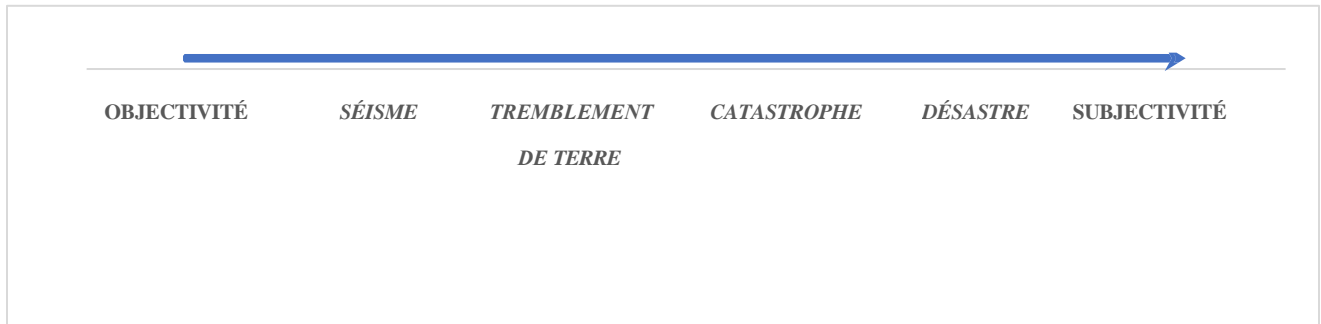 OBJECTIVITÉ SÉISME TREMBLEMENT CATASTROPHE DÉSASTRE SUBJECTIVITÉ
DE TERRE